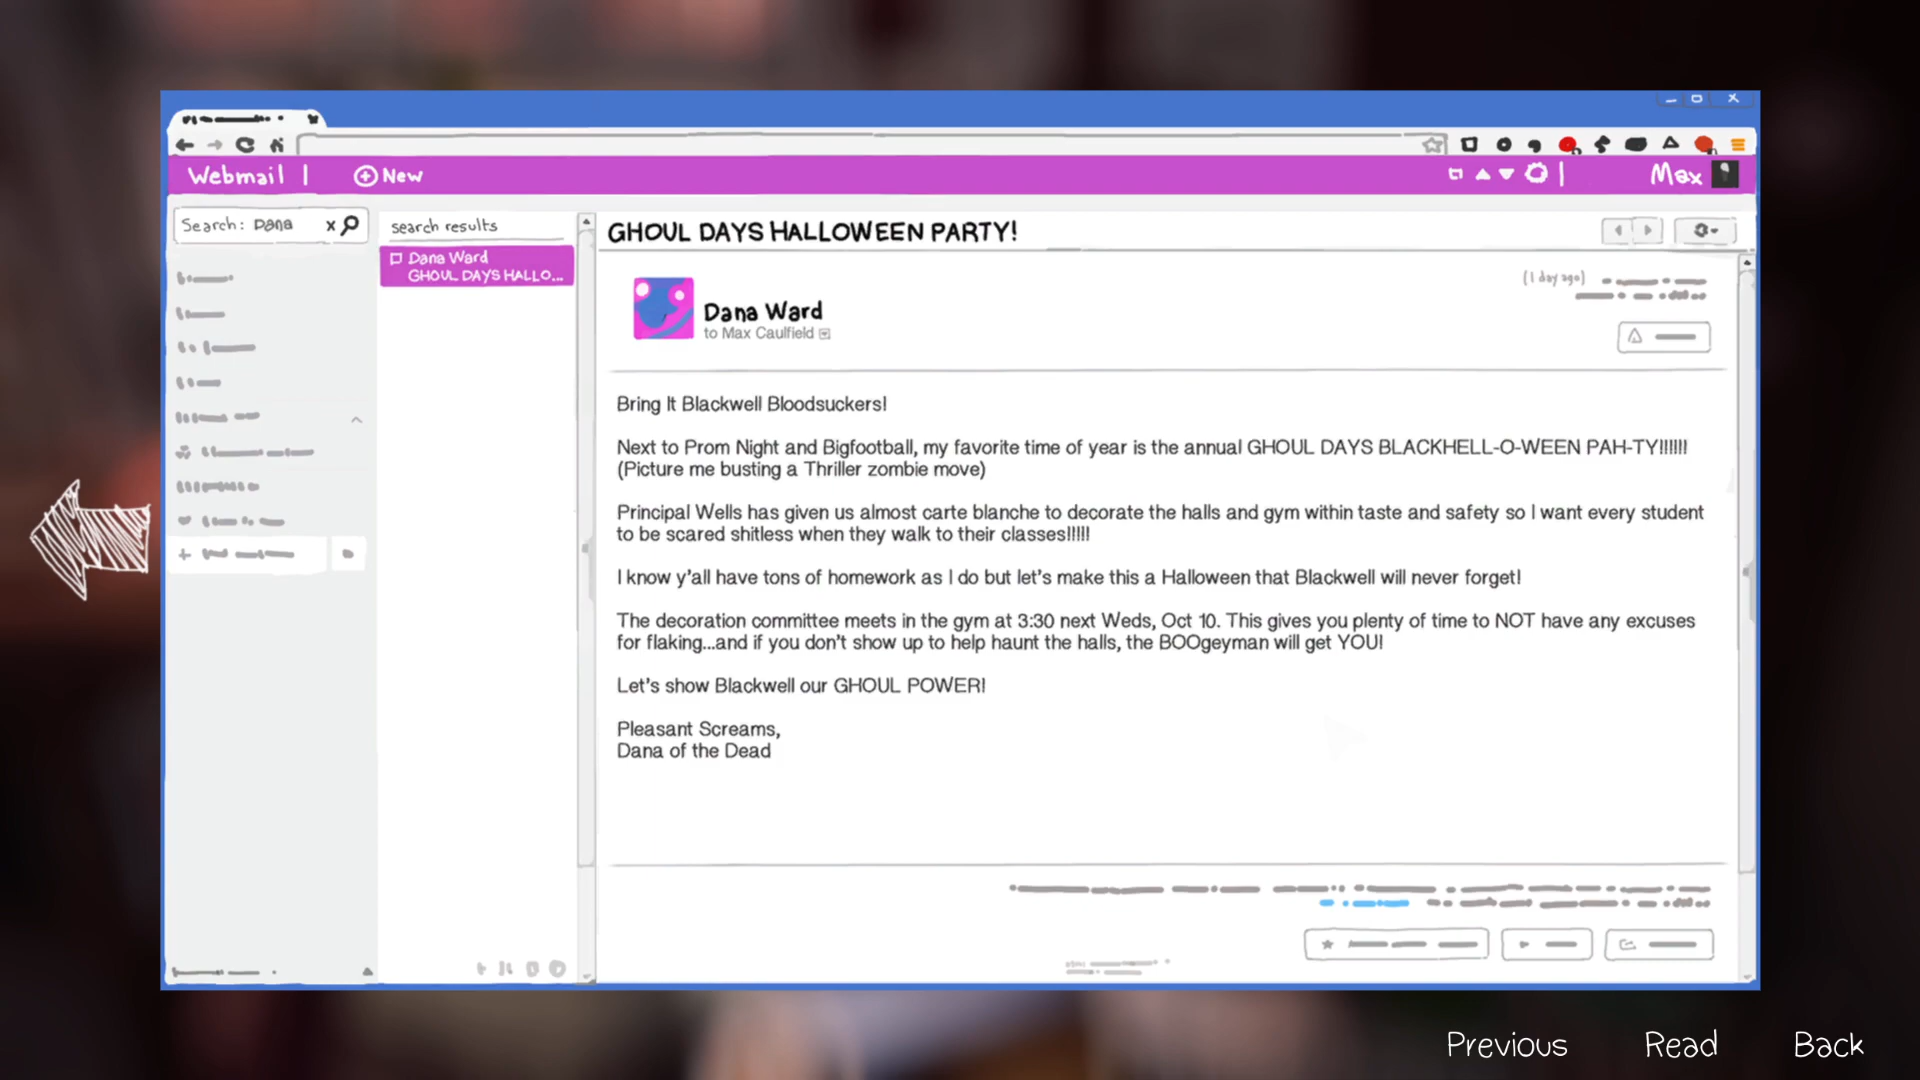 Webmail
New
Max
Search: Dana
search results
Dana Ward
GHOUL DAYS HALLO...
GHOUL DAYS HALLOWEEN PARTY!
(1 day ago)
Dana Ward
to Max Caulfield
Bring It Blackwell Bloodsuckers!
Next to Prom Night and Bigfootball, my favorite time of year is the annual GHOUL DAYS BLACKHELL-O-WEEN PAH-TY!!!!!!
(Picture me busting a Thriller zombie move)
Principal Wells has given us almost carte blanche to decorate the halls and gym within taste and safety so I want every student
to be scared shitless when they walk to their classes!!!!!
I know y'all have tons of homework as I do but let's make this a Halloween that Blackwell will never forget!
The decoration committee meets in the gym at 3:30 next Weds, Oct 10. This gives you plenty of time to NOT have any excuses
for flaking...and if you don't show up to help haunt the halls, the BOOgeyman will get YOU!
Let's show Blackwell our GHOUL POWER!
Pleasant Screams,
Dana of the Dead
Previous
Read
Back